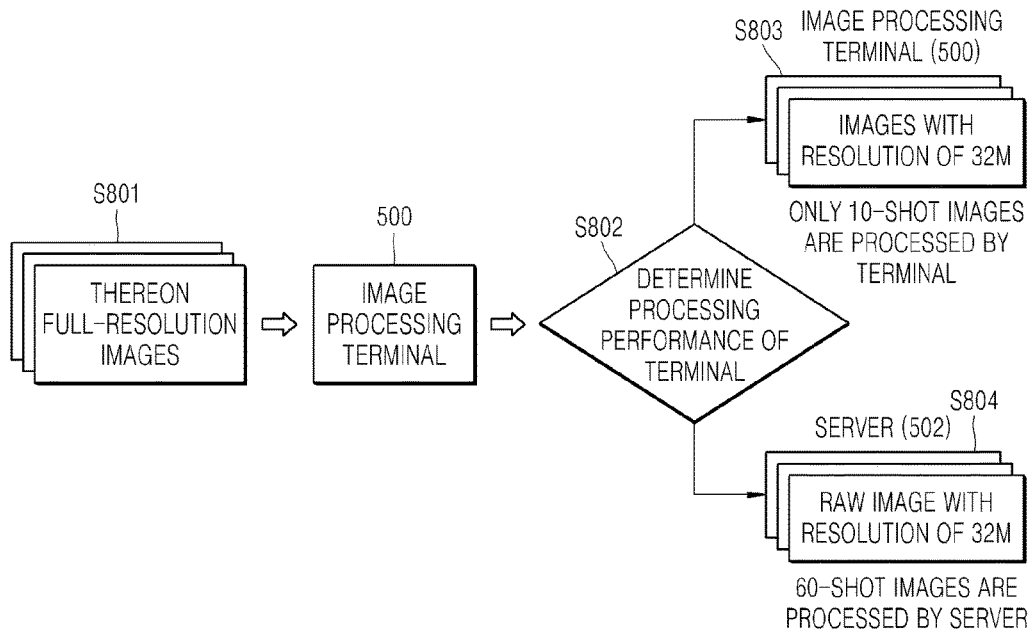 S801
THEREON
FULL-RESOLUTION
IMAGES
500
IMAGE
PROCESSING
TERMINAL
S802
DETERMINE
PROCESSING
PERFORMANCE OF
TERMINAL
S803
IMAGE PROCESSING
TERMINAL (500)
IMAGES WITH
RESOLUTION OF 32M
ONLY 10-SHOT IMAGES
ARE PROCESSED BY
TERMINAL
S804
SERVER (502)
RAW IMAGE WITH
RESOLUTION OF 32M
60-SHOT IMAGES ARE
PROCESSED BY SERVER